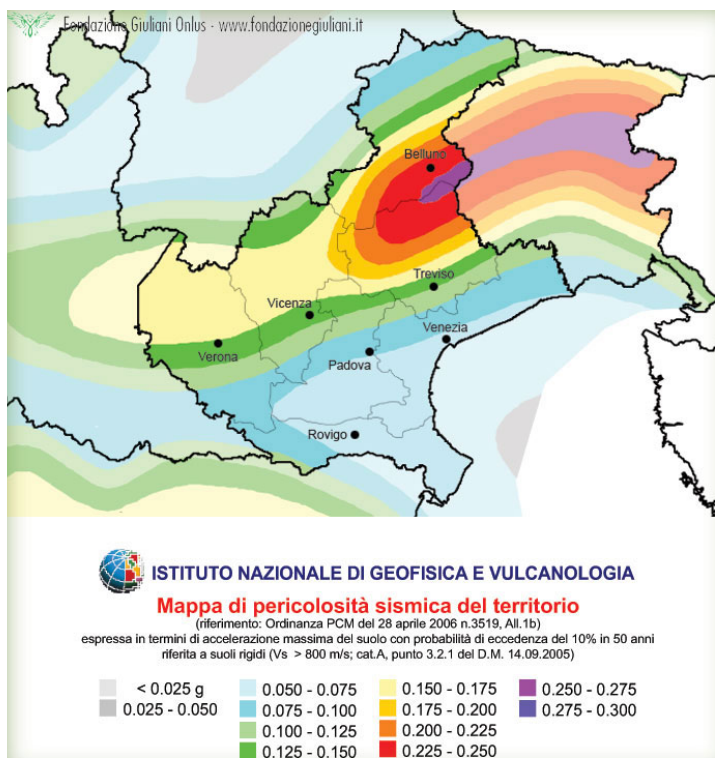 Fondazione Giuliani Onlus - www.fondazionegiuliani.it
Belluno
Treviso
Vicenza
Venezia
Verona
Padova
Rovigo
ISTITUTO NAZIONALE DI GEOFISICA E VULCANOLOGIA
Mappa di pericolosità sismica del territorio
(riferimento: Ordinanza PCM del 28 aprile 2006 n.3519, All.1b)
espressa in termini di accelerazione massima del suolo con probabilità di eccedenza del 10% in 50 anni
riferita a suoli rigidi (Vs > 800 m/s; cat.A, punto 3.2.1 del D.M. 14.09.2005)
< 0.025 g
0.025 - 0.050
0.050 - 0.075
0.075 - 0.100
0.100 - 0.125
0.125 - 0.150
0.150 - 0.175
0.175 - 0.200
0.200 - 0.225
0.225 - 0.250
0.250 - 0.275
0.275 - 0.300